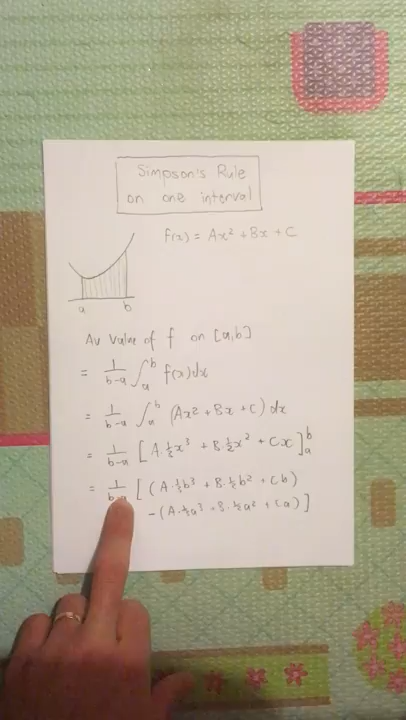 Simpson's Rule
on one interval
f(x) = Ax² + Bx + C
a b
Av value of f on [a,b]
= 1/(b-a) ∫_a^b f(x)dx
= 1/(b-a) ∫_a^b (Ax² + Bx + C) dx
= 1/(b-a) [A.⅓x³ + B.½x² + Cx]_a^b
= 1/(b-a) [(A.⅓b³ + B.½b² + Cb)
-(A.⅓a³ + B.½a² + Ca)]